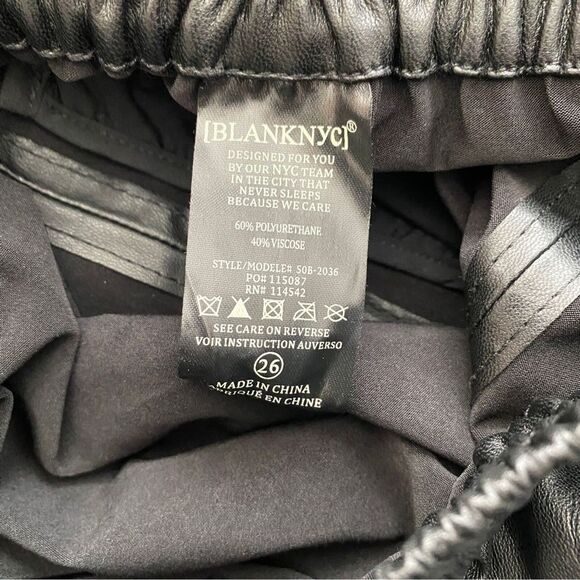 [BLANKNYC]®
DESIGNED FOR YOU
BY OUR NYC TEAM
IN THE CITY THAT
NEVER SLEEPS
BECAUSE WE CARE
60% POLYURETHANE
40% VISCOSE
STYLE/MODELE# 50B-2036
PO# 115087
RN# 114542
SEE CARE ON REVERSE
VOIR INSTRUCTION AUVERSO
26
MADE IN CHINA
RIQUÉ EN CHINE